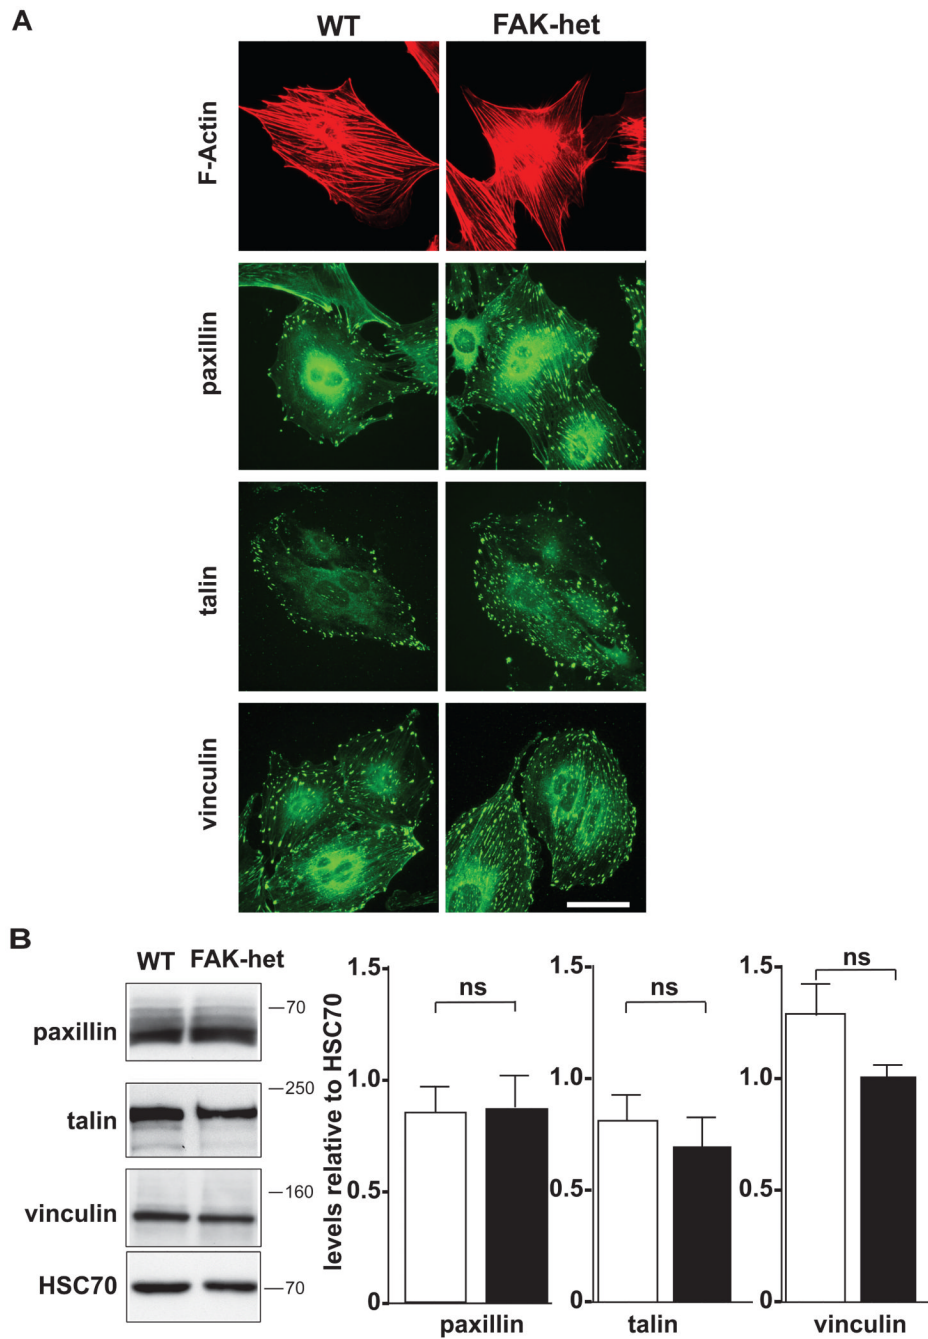 A
WT FAK-het
F-Actin
paxillin
talin
vinculin
B
WT FAK-het
paxillin
—70
talin
—250
vinculin
—160
HSC70
—70
levels relative to HSC70
1.5
1.0
0.5
0
ns
paxillin
1.5
1.0
0.5
0
ns
talin
1.5
1.0
0.5
0
ns
vinculin